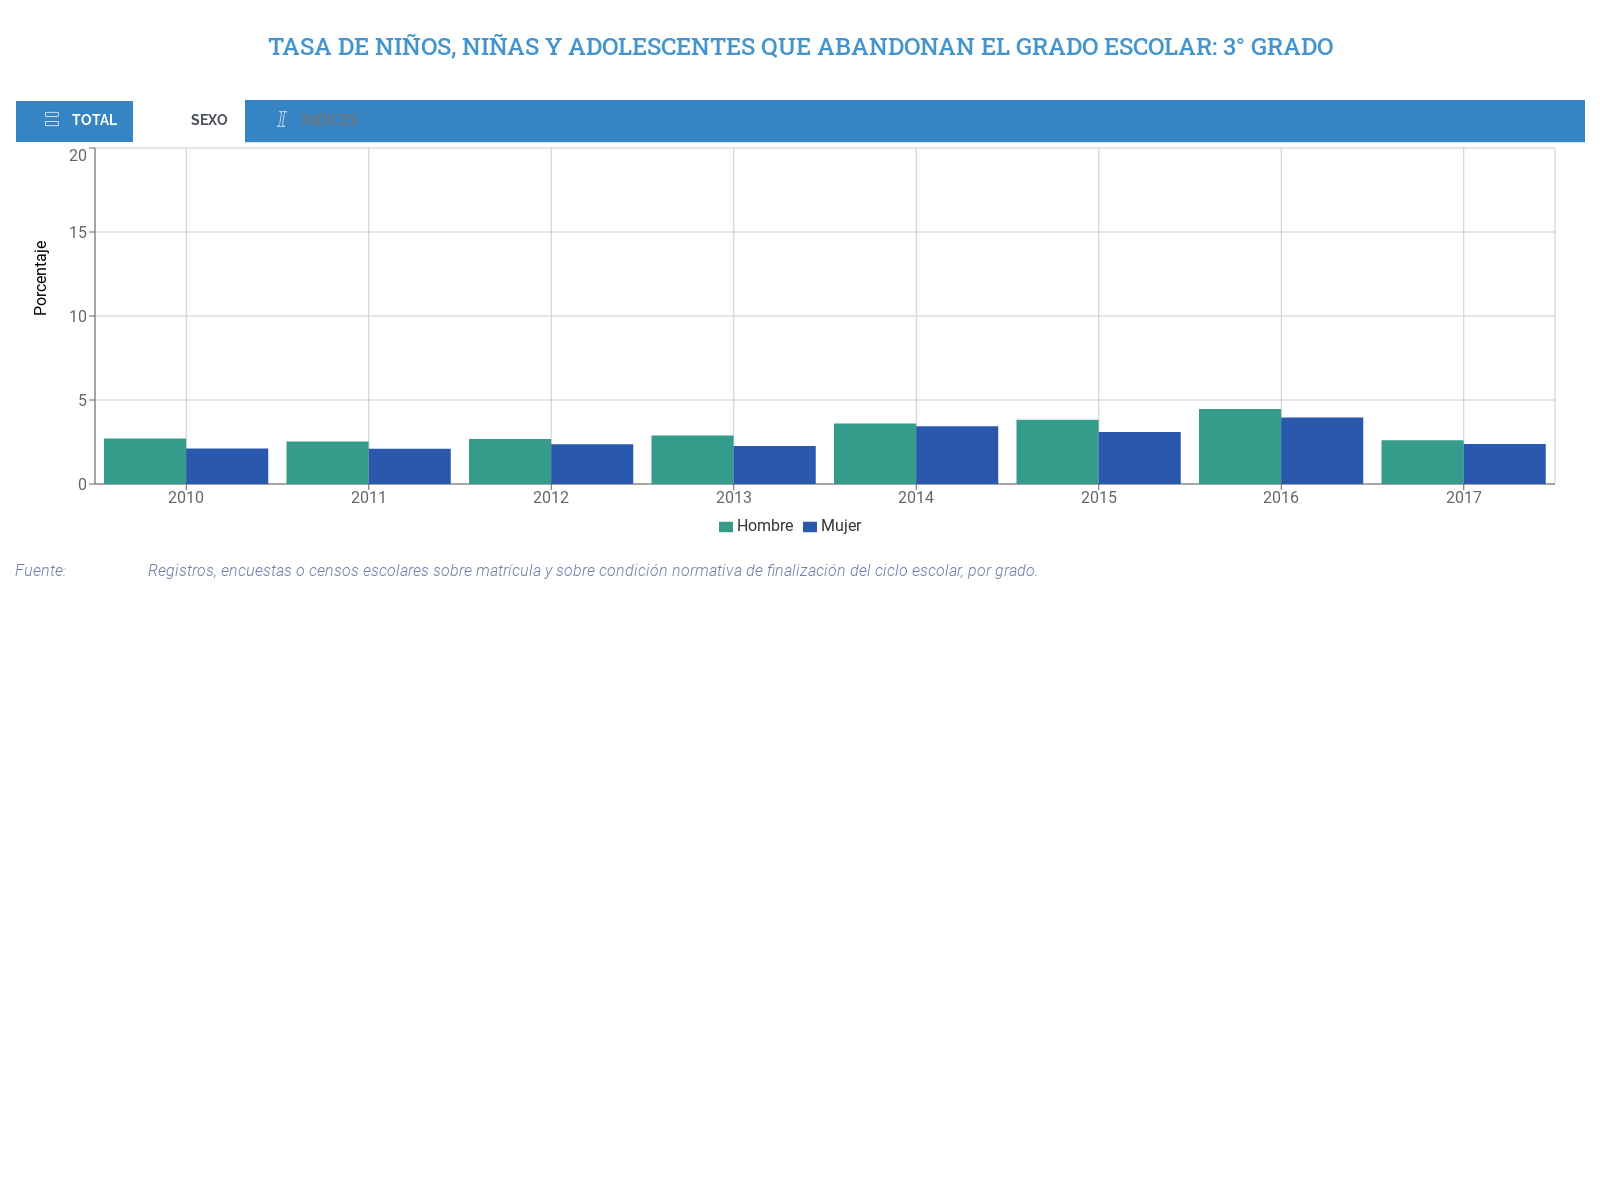 TASA DE NIÑOS, NIÑAS Y ADOLESCENTES QUE ABANDONAN EL GRADO ESCOLAR: 3° GRADO
TOTAL SEXO INDICES
20
15
10
5
0
Porcentaje
2010 2011 2012 2013 2014 2015 2016 2017
Hombre Mujer
Fuente: Registros, encuestas o censos escolares sobre matrícula y sobre condición normativa de finalización del ciclo escolar, por grado.